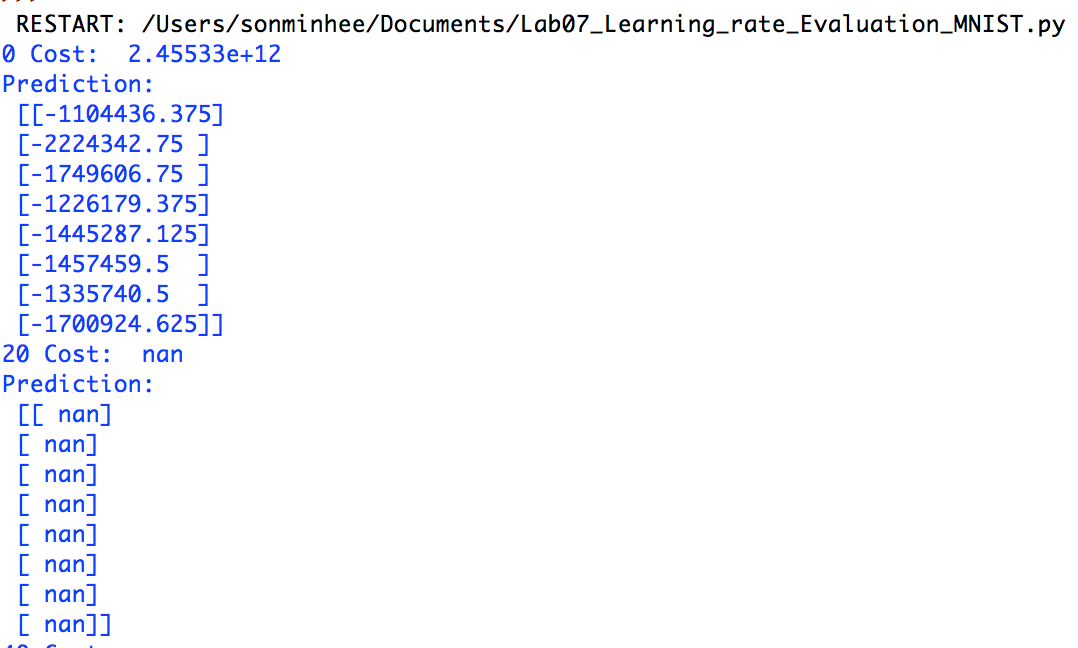 RESTART: /Users/sonminhee/Documents/Lab07_Learning_rate_Evaluation_MNIST.py
0 Cost:  2.45533e+12
Prediction:
 [[-1104436.375]
 [-2224342.75 ]
 [-1749606.75 ]
 [-1226179.375]
 [-1445287.125]
 [-1457459.5  ]
 [-1335740.5  ]
 [-1700924.625]]
20 Cost:  nan
Prediction:
 [[ nan]
 [ nan]
 [ nan]
 [ nan]
 [ nan]
 [ nan]
 [ nan]
 [ nan]]